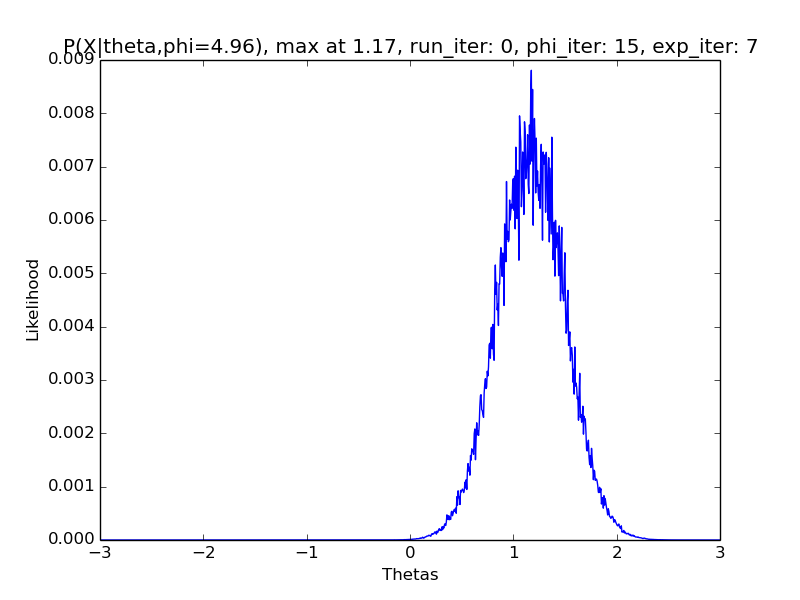 P(X|theta,phi=4.96), max at 1.17, run_iter: 0, phi_iter: 15, exp_iter: 7
0.009
0.008
0.007
0.006
0.005
0.004
0.003
0.002
0.001
0.000
Likelihood
−3 −2 −1 0 1 2 3
Thetas